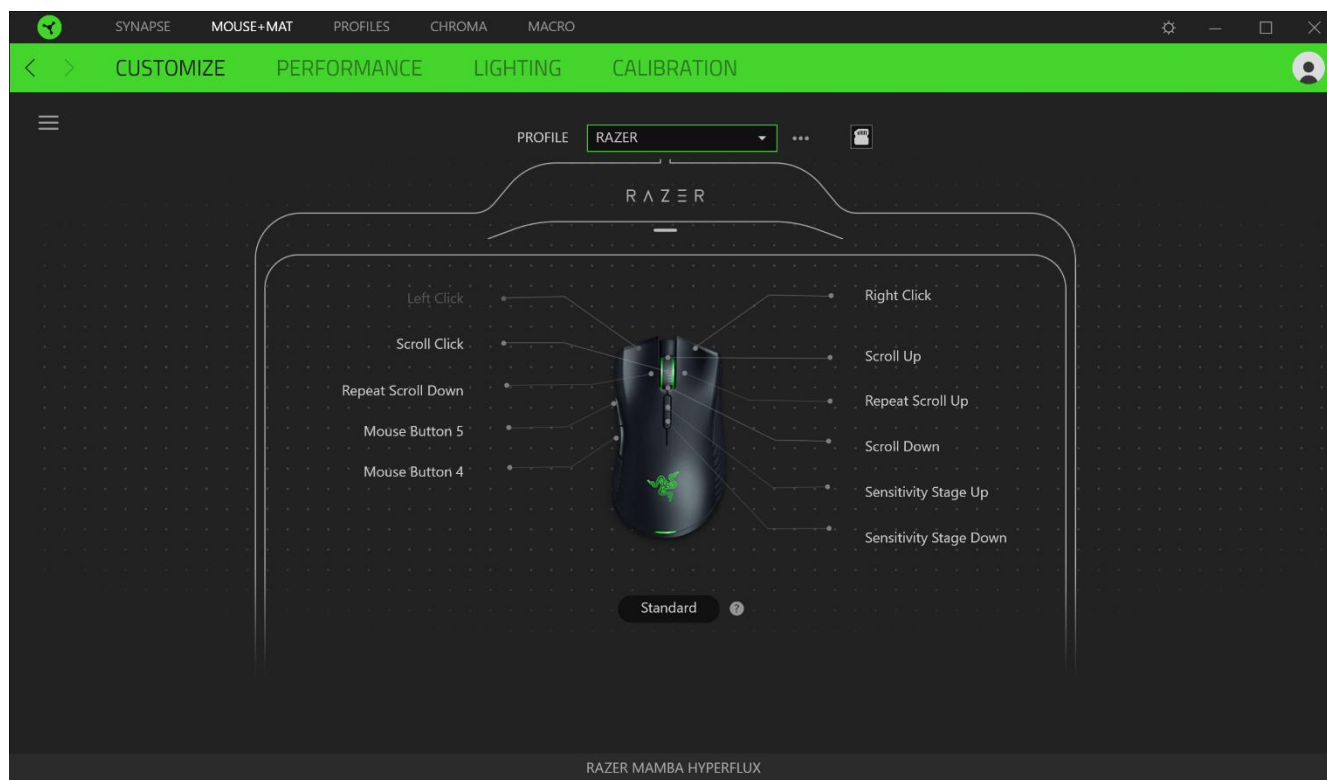 SYNAPSE MOUSE+MAT PROFILES CHROMA MACRO
CUSTOMIZE PERFORMANCE LIGHTING CALIBRATION
PROFILE RAZER
RAZER
Left Click
Scroll Click
Repeat Scroll Down
Mouse Button 5
Mouse Button 4
Right Click
Scroll Up
Repeat Scroll Up
Scroll Down
Sensitivity Stage Up
Sensitivity Stage Down
Standard ?
RAZER MAMBA HYPERFLUX